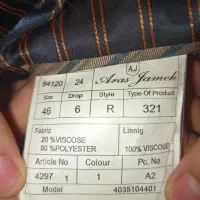 AJ
54120 24 Aras Jameh
Size Drop Style Type Of Product
46 6 R 321
Fabric Linnig
20 %VISCOSE
80 %POLYESTER 100% VISCOSE
Article No Colour Pc. No
4297 1 1 A2
Model 4035104401